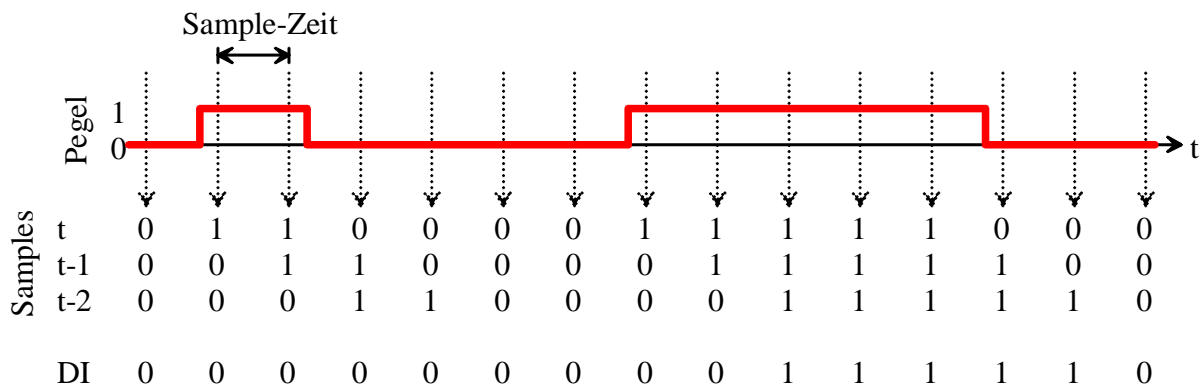 Sample-Zeit
Pegel
1
0
t
Samples
t 0 1 1 0 0 0 0 1 1 1 1 1 0 0 0
t-1 0 0 1 1 0 0 0 0 1 1 1 1 1 0 0
t-2 0 0 0 1 1 0 0 0 0 1 1 1 1 1 0
DI 0 0 0 0 0 0 0 0 0 1 1 1 1 1 0